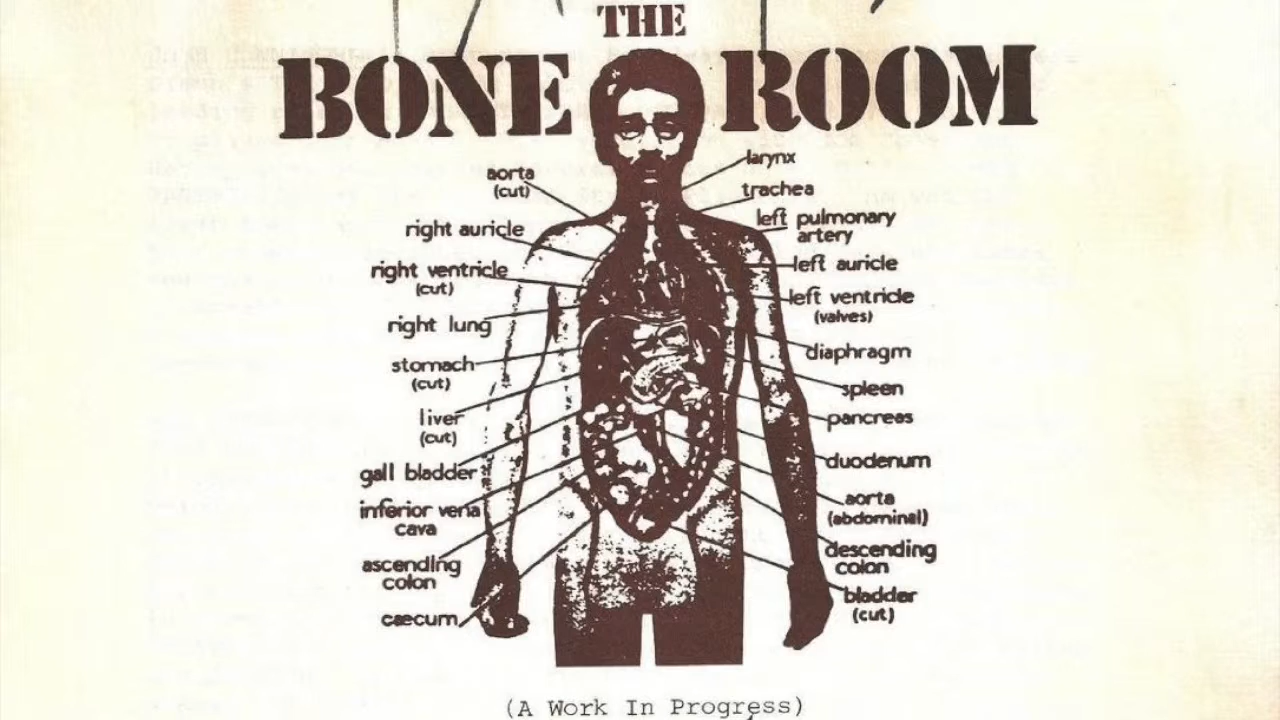 THE
BONE ROOM
aorta
(cut)
right auricle
right ventricle
(cut)
right lung
stomach
(cut)
liver
(cut)
gall bladder
inferior vena
cava
ascending
colon
caecum
larynx
trachea
left pulmonary
artery
left auricle
left ventricle
(valves)
diaphragm
spleen
pancreas
duodenum
aorta
(abdominal)
descending
colon
bladder
(cut)
(A Work In Progress)